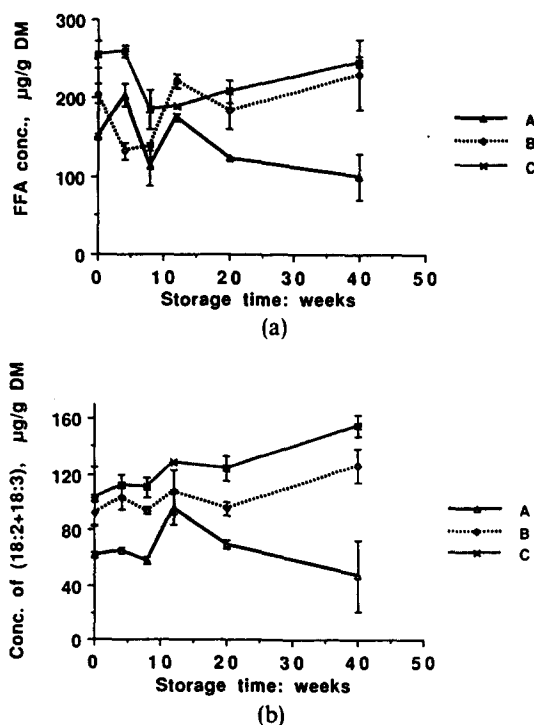 FFA conc., µg/g DM
300
200
100
0
0 10 20 30 40 50
Storage time: weeks
A
B
C
(a)
Conc. of (18:2+18:3), µg/g DM
160
120
80
40
0
0 10 20 30 40 50
Storage time: weeks
A
B
C
(b)